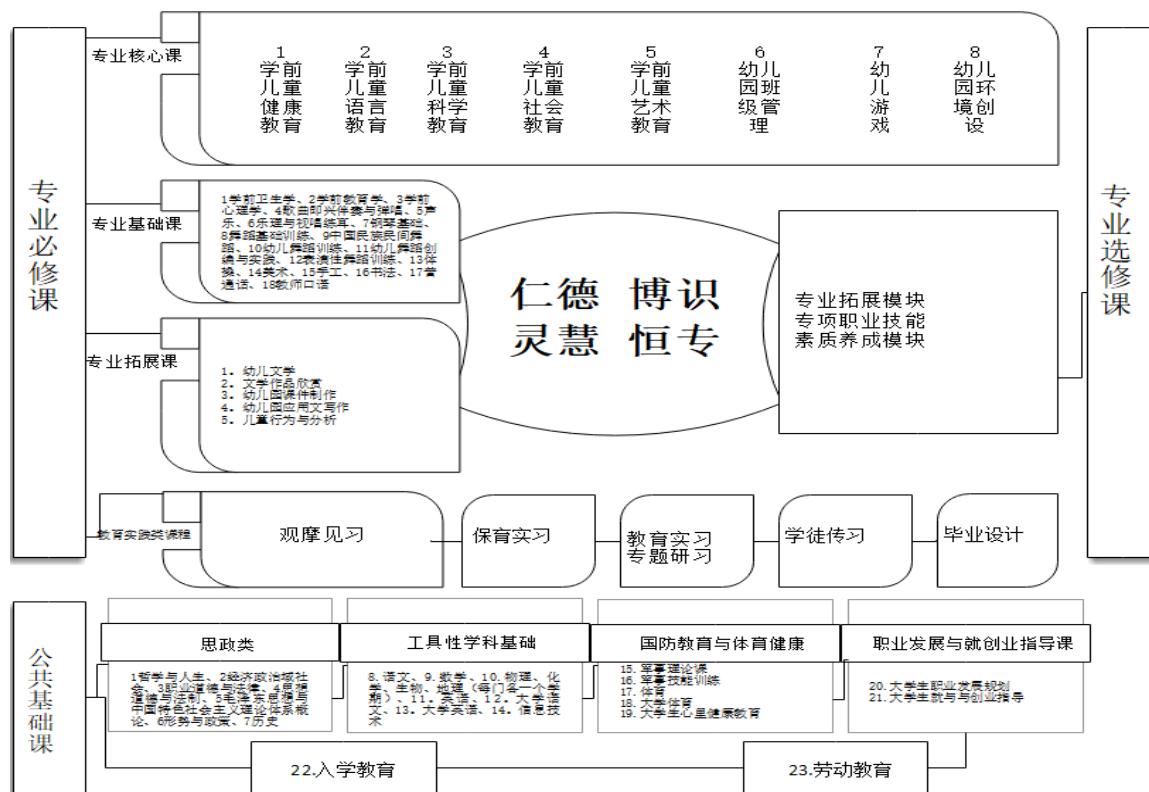 专业必修课
专业核心课
1
学前
儿童
健康
教育
2
学前
儿童
语言
教育
3
学前
儿童
科学
教育
4
学前
儿童
社会
教育
5
学前
儿童
艺术
教育
6
幼儿
园班
级管
理
7
幼
儿
游
戏
8
幼儿
园环
境创
设
专业选修课
专业基础课
1学前卫生学、2学前教育学、3学前
心理学、4歌曲即兴伴奏与弹唱、5声
乐、6乐理与视唱练耳、7钢琴基础、
8舞蹈基础训练、9中国民族民间舞
蹈、10幼儿舞蹈训练、11幼儿舞蹈创
编与实践、12表演性舞蹈训练、13体
操、14美术、15手工、16书法、17普
通话、18教师口语
仁德 博识
灵慧 恒专
专业拓展模块
专项职业技能
素质养成模块
专业拓展课
1. 幼儿文学
2. 文学作品欣赏
3. 幼儿园课件制作
4. 幼儿园应用文写作
5. 儿童行为与分析
教育实践类课程
观摩见习
保育实习
教育实习
专题研习
学徒传习
毕业设计
公共基础课
思政类
1哲学与人生、2经济政治域社
会、3职业道德与法律、4思想
道德与法制、5毛泽东思想与
中国特色社会主义理论体系概
论、6形势与政策、7历史
工具性学科基础
8.语文、9.数学、10.物理、化
学、生物、地理（每门各一个学
期）、11。英语、12。大学语
文、13。大学英语、14。信息技
术
国防教育与体育健康
15. 军事理论课
16. 军事技能训练
17. 体育
18. 大学体育
19. 大学生心里健康教育
职业发展与就创业指导课
20. 大学生职业发展规划
21. 大学生就与与创业指导
22.入学教育
23.劳动教育